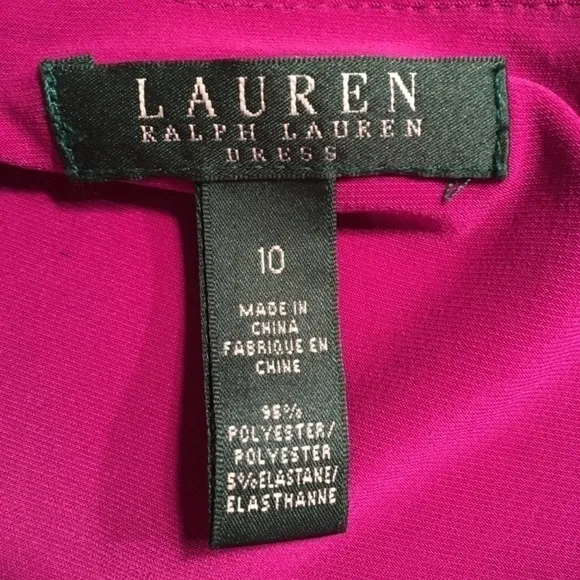 LAUREN
RALPH LAUREN
DRESS
10
MADE IN
CHINA
FABRIQUE EN
CHINE
95%
POLYESTER/
POLYESTER
5%ELASTANE/
ELASTHANNE